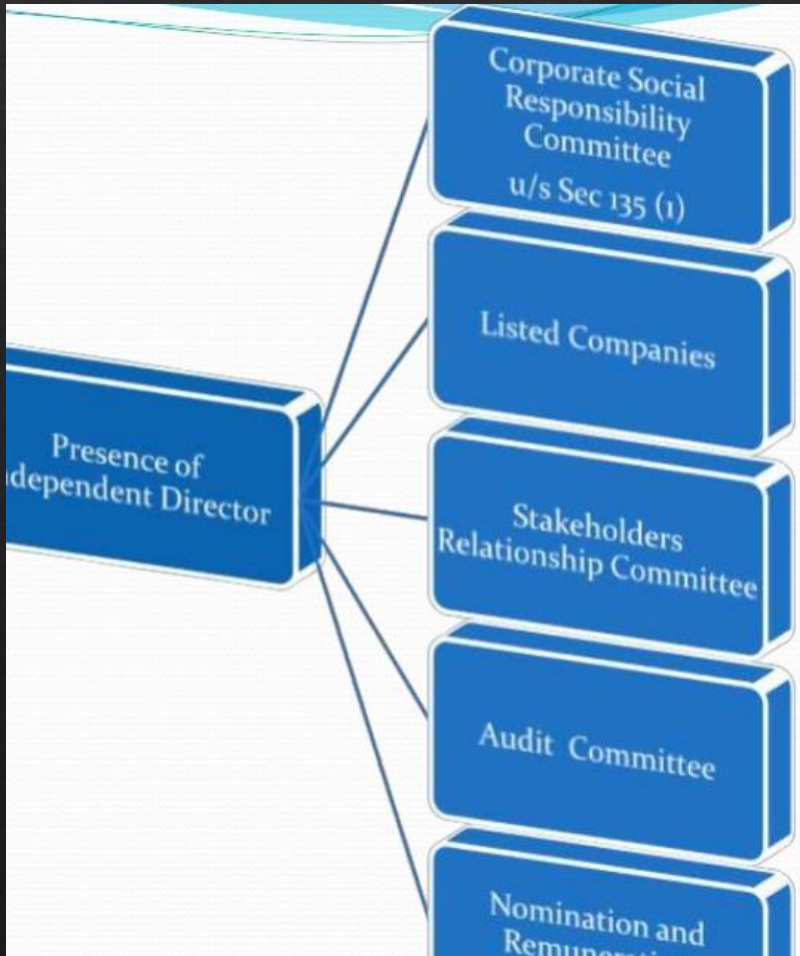 Corporate Social
Responsibility
Committee
u/s Sec 135 (1)
Listed Companies
Presence of
Director
Stakeholders
Relationship Committee
Audit Committee
Nomination and